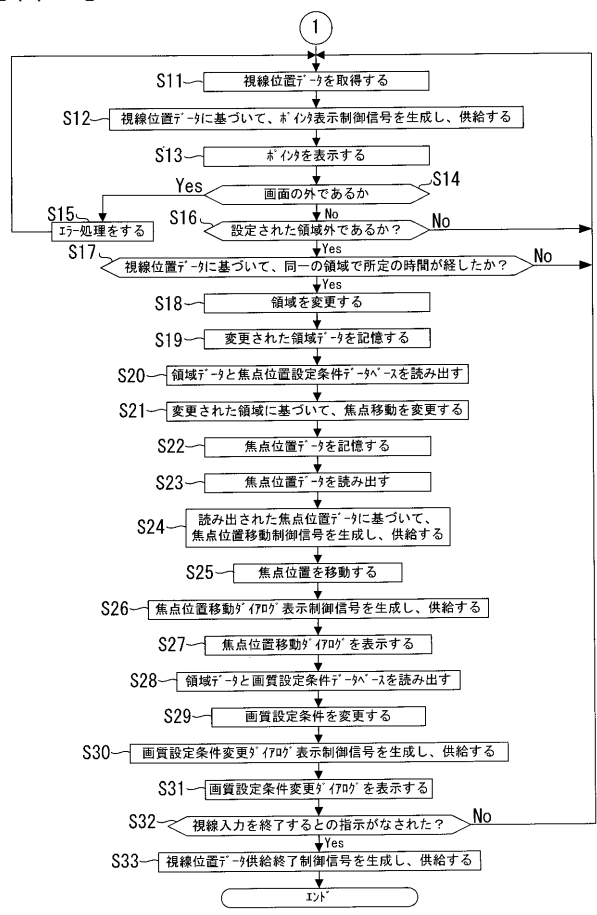 1
S11 視線位置ﾃﾞｰﾀを取得する
S12 視線位置ﾃﾞｰﾀに基づいて、ﾎﾟｲﾝﾀ表示制御信号を生成し、供給する
S13 ﾎﾟｲﾝﾀを表示する
Yes 画面の外であるか S14
S15 No
ｴﾗｰ処理をする S16 設定された領域外であるか？ No
Yes
S17 視線位置ﾃﾞｰﾀに基づいて、同一の領域で所定の時間が経したか？ No
Yes
S18 領域を変更する
S19 変更された領域ﾃﾞｰﾀを記憶する
S20 領域ﾃﾞｰﾀと焦点位置設定条件ﾃﾞｰﾀﾍﾞｰｽを読み出す
S21 変更された領域に基づいて、焦点移動を変更する
S22 焦点位置ﾃﾞｰﾀを記憶する
S23 焦点位置ﾃﾞｰﾀを読み出す
S24 読み出された焦点位置ﾃﾞｰﾀに基づいて、
焦点位置移動制御信号を生成し、供給する
S25 焦点位置を移動する
S26 焦点位置移動ﾀﾞｲｱﾛｸﾞ表示制御信号を生成し、供給する
S27 焦点位置移動ﾀﾞｲｱﾛｸﾞを表示する
S28 領域ﾃﾞｰﾀと画質設定条件ﾃﾞｰﾀﾍﾞｰｽを読み出す
S29 画質設定条件を変更する
S30 画質設定条件変更ﾀﾞｲｱﾛｸﾞ表示制御信号を生成し、供給する
S31 画質設定条件変更ﾀﾞｲｱﾛｸﾞを表示する
S32 視線入力を終了するとの指示がなされた？ No
Yes
S33 視線位置ﾃﾞｰﾀ供給終了制御信号を生成し、供給する
ｴﾝﾄﾞ